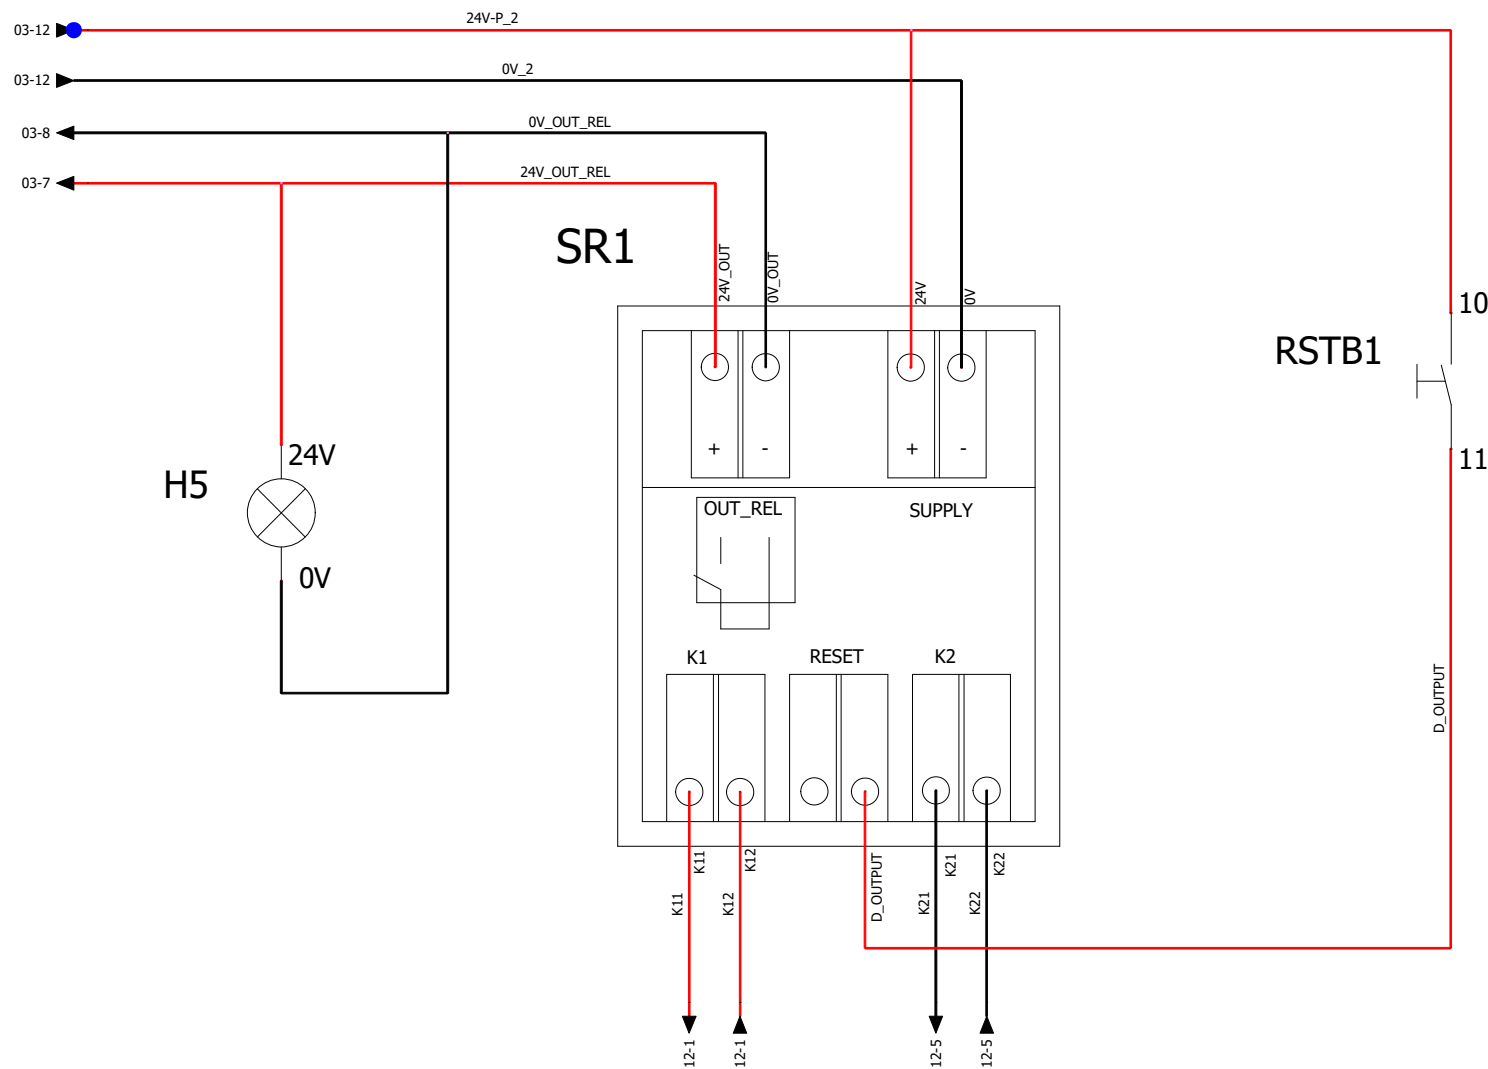 24V-P_2
03-12
0V_2
03-12
0V_OUT_REL
03-8
24V_OUT_REL
03-7
SR1
24V_OUT
0V_OUT
24V
0V
10
RSTB1
11
+
-
+
-
24V
H5
0V
OUT_REL
SUPPLY
K1
RESET
K2
D_OUTPUT
K11
K12
K21
K22
K11
K12
D_OUTPUT
K21
K22
12-1
12-1
12-5
12-5